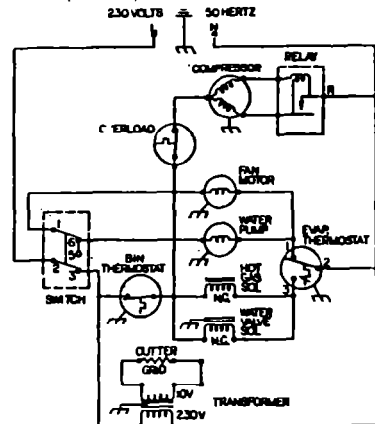 230 VOLTS 50 HERTZ
L N
RELAY
COMPRESSOR
R
OVERLOAD
FAN
MOTOR
WATER
PUMP
EVAP.
THERMOSTAT
1
2
3
1
6
5
2
3
SWITCH
BIN
THERMOSTAT
HOT
GAS
SOL
N.C.
WATER
VALVE
SOL
N.C.
CUTTER
GRID
10V
230V
TRANSFORMER